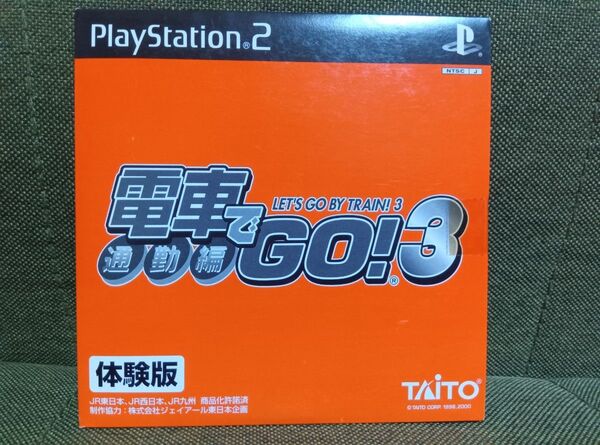 PlayStation®2
NTSC J
電車でGO!3
LET'S GO BY TRAIN! 3
通勤編
®
体験版
JR東日本、JR西日本、JR九州 商品化許諾済
制作協力：株式会社ジェイアール東日本企画
TAITO®
© TAITO CORP. 1996,2000